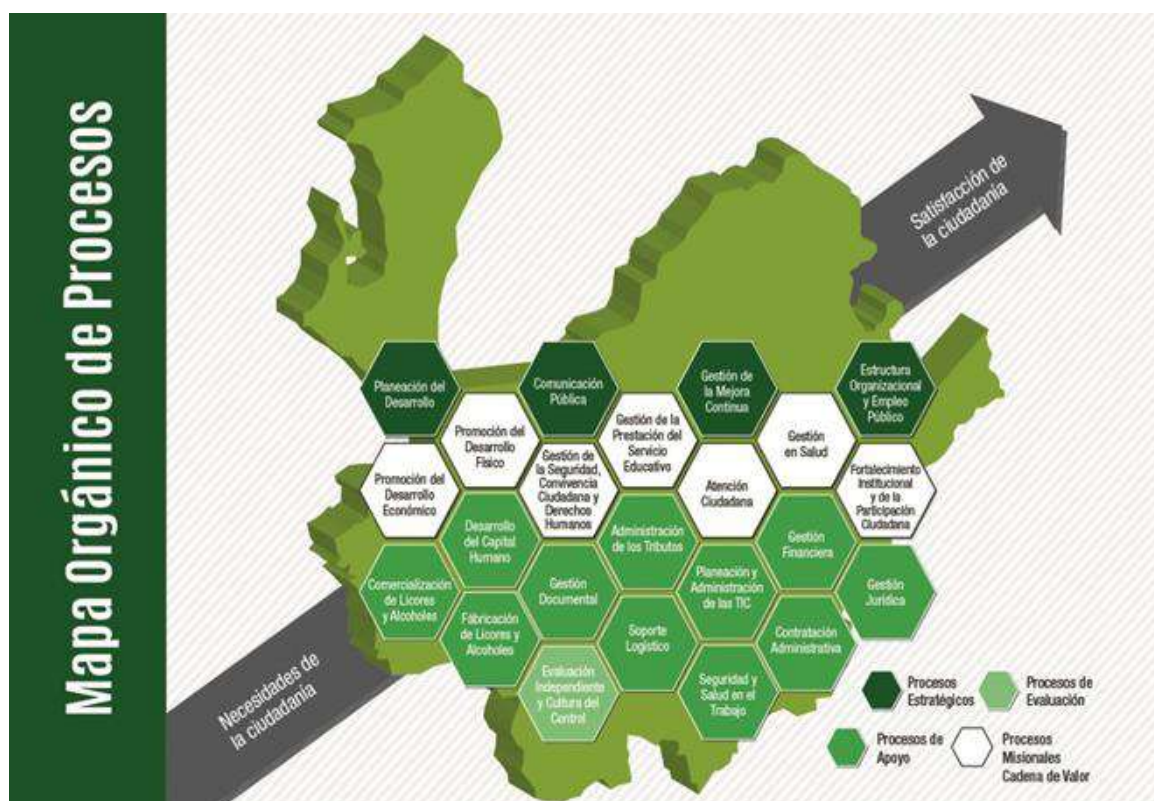 Mapa Orgánico de Procesos
Satisfacción de
la ciudadanía
Planeación del
Desarrollo
Comunicación
Pública
Gestión de
la Mejora
Continua
Estructura
Organizacional
y Empleo
Público
Promoción del
Desarrollo
Físico
Gestión de la
Prestación del
Servicio
Educativo
Gestión
en Salud
Promoción del
Desarrollo
Económico
Gestión de
la Seguridad,
Convivencia
Ciudadana y
Derechos
Humanos
Atención
Ciudadana
Fortalecimiento
Institucional
y de la
Participación
Ciudadana
Desarrollo
del Capital
Humano
Administración
de los Tributos
Gestión
Financiera
Comercialización
de Licores
y Alcoholes
Gestión
Documental
Planeación y
Administración
de las TIC
Gestión
Jurídica
Fábricación
de Licores y
Alcoholes
Soporte
Logístico
Contratación
Administrativa
Evaluación
Independiente
y Cultura del
Control
Seguridad y
Salud en el
Trabajo
Necesidades de
la ciudadanía
Procesos
Estratégicos
Procesos de
Evaluación
Procesos de
Apoyo
Procesos
Misionales
Cadena de Valor